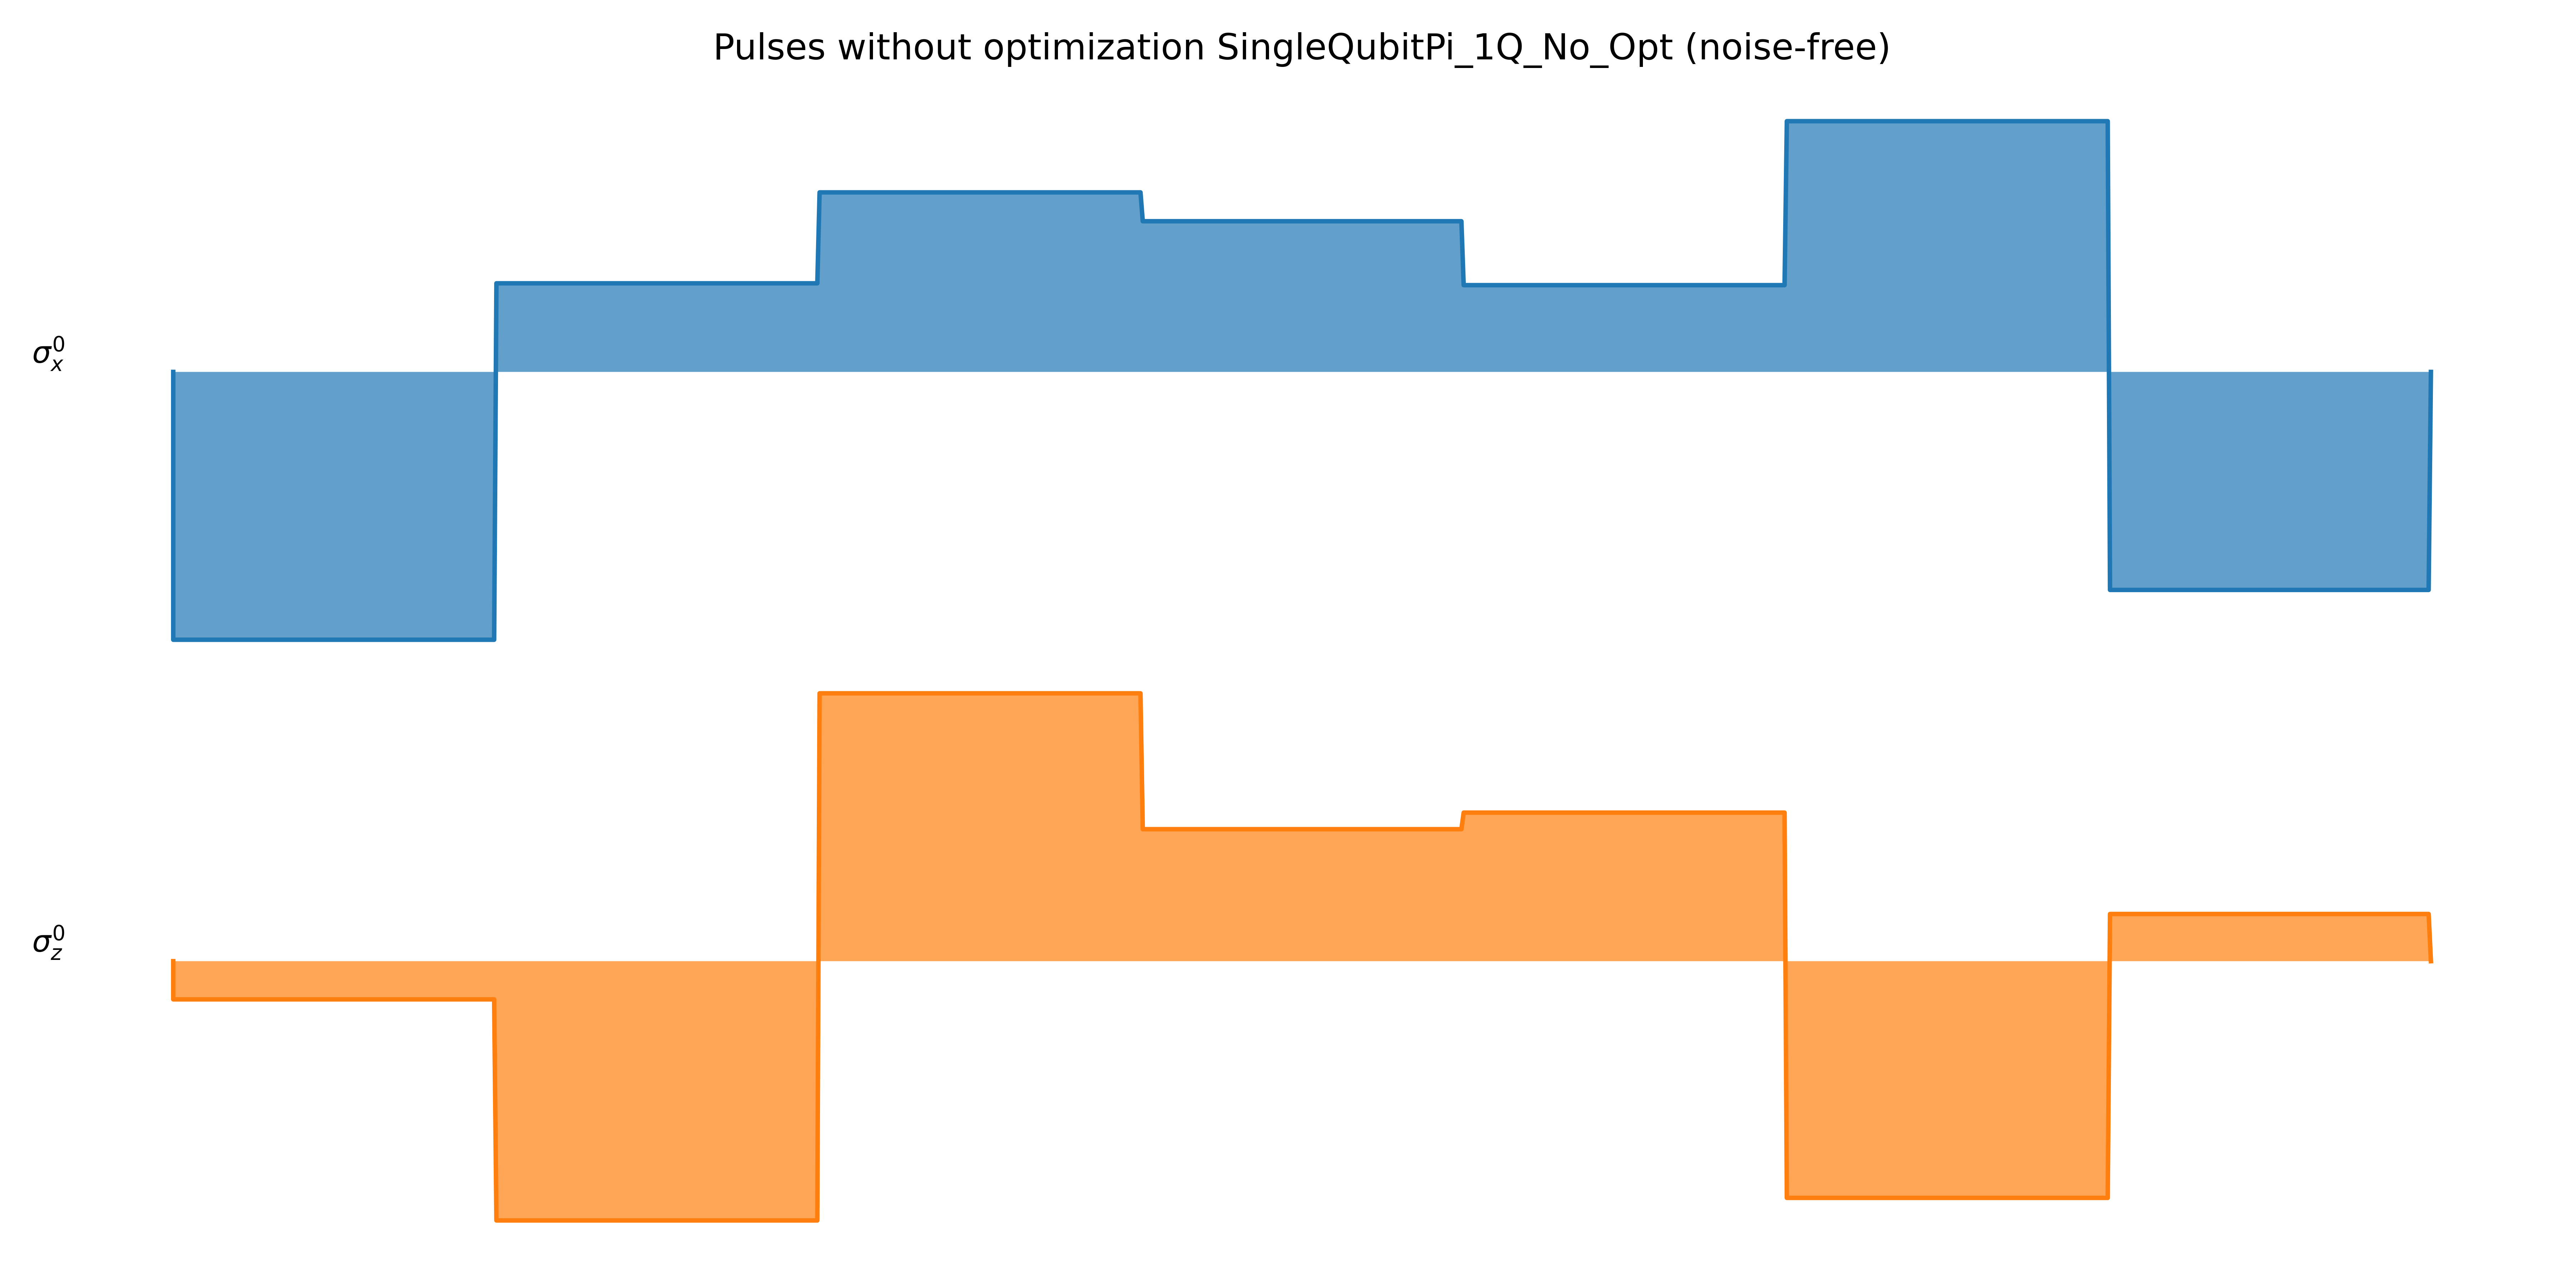 Pulses without optimization SingleQubitPi_1Q_No_Opt (noise-free)
σ_x^0
σ_z^0